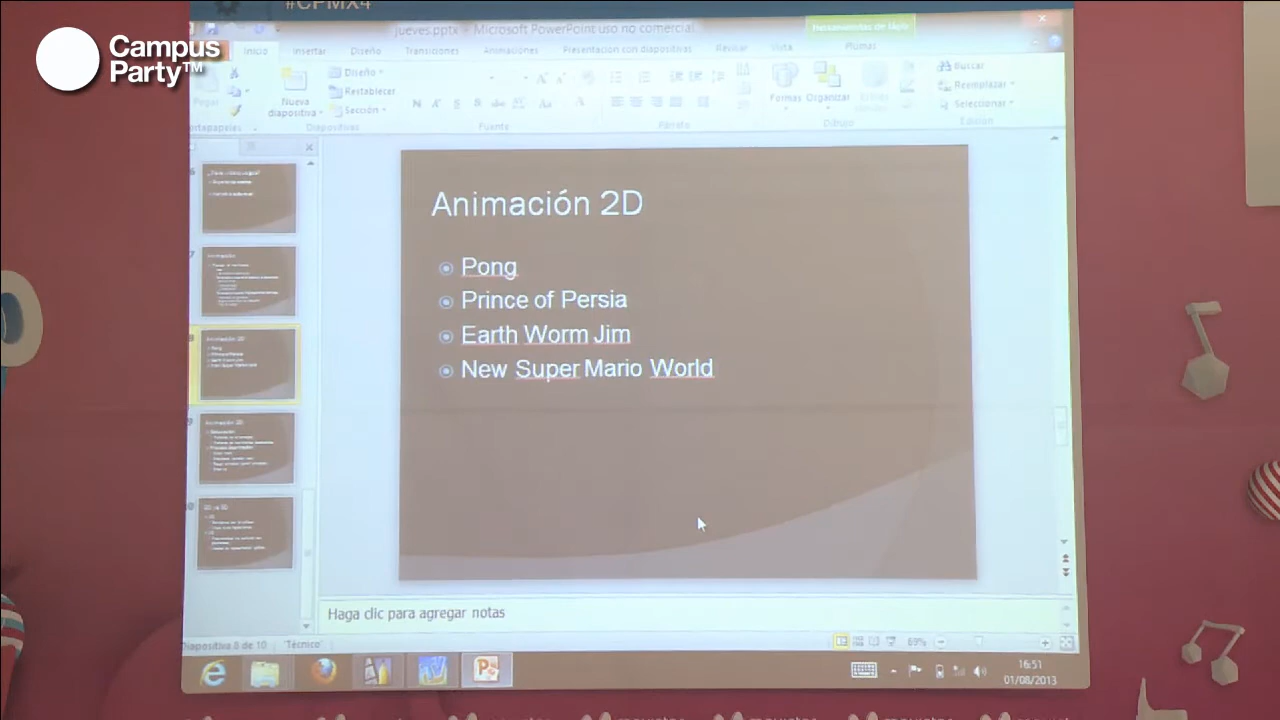 #CPMX4
Campus
Party™
jueves.pptx - Microsoft PowerPoint uso no comercial
Herramientas de dibujo
Inicio
Insertar
Diseño
Transiciones
Animaciones
Presentación con diapositivas
Revisar
Vista
Plumas
Pegar
Nueva
diapositiva
Diseño
Restablecer
Sección
Formas
Organizar
Buscar
Reemplazar
Seleccionar
Diapositivas
Fuente
Párrafo
Dibujo
Edición
Animación 2D
Pong
Prince of Persia
Earth Worm Jim
New Super Mario World
Haga clic para agregar notas
Diapositiva 8 de 10
"Técnico"
69%
16:51
01/08/2013